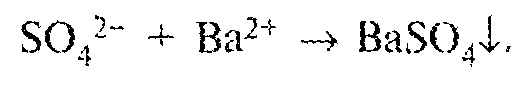 SO₄²⁻ + Ba²⁺ → BaSO₄↓.